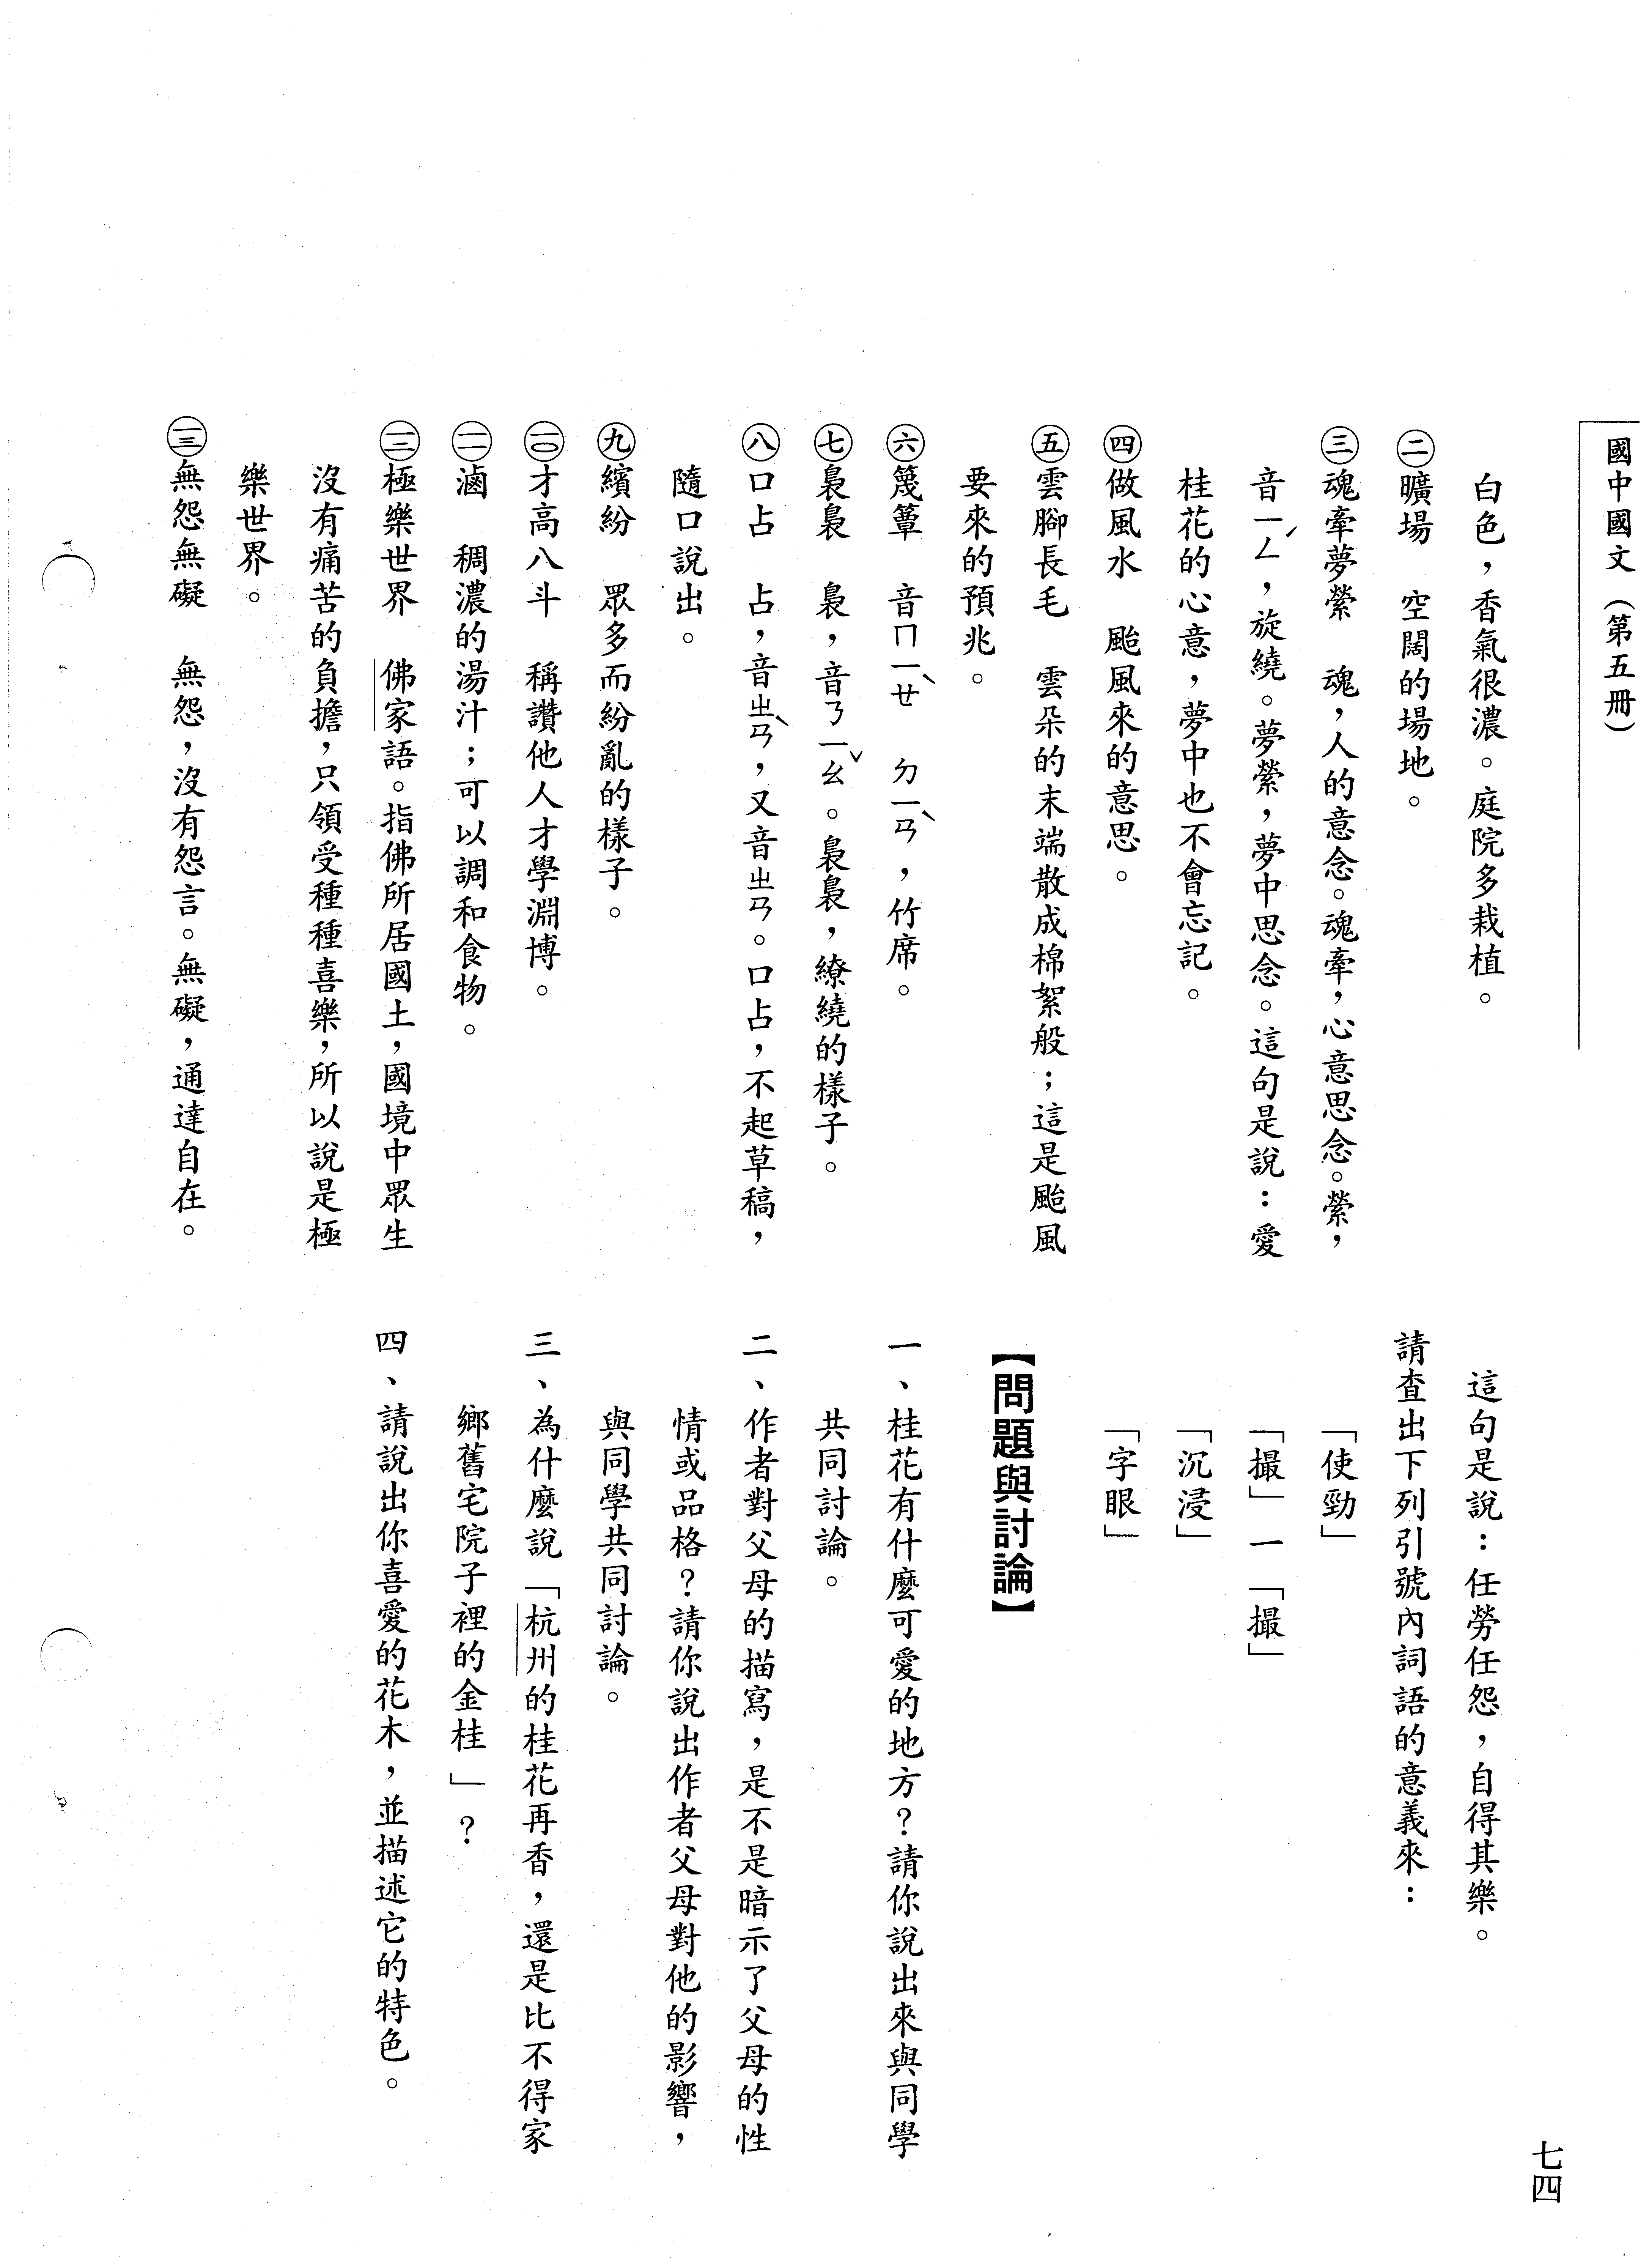 國中國文（第五冊）
白色，香氣很濃。庭院多栽植。
㊁曠場　空闊的場地。
㊂魂牽夢縈　魂，人的意念。魂牽，心意思念。縈，
音ㄧㄥˊ，旋繞。夢縈，夢中思念。這句是說：愛
桂花的心意，夢中也不會忘記。
㊃做風水　颱風來的意思。
㊄雲腳長毛　雲朵的末端散成棉絮般；這是颱風
要來的預兆。
㊅篾簟　音ㄇㄧㄝˋ　ㄉㄧㄢˋ，竹席。
㊆裊裊　裊，音ㄋㄧㄠˇ。裊裊，繚繞的樣子。
㊇口占　占，音ㄓㄢˋ，又音ㄓㄢ。口占，不起草稿，
隨口說出。
㊈繽紛　眾多而紛亂的樣子。
(一〇)才高八斗　稱讚他人才學淵博。
(一一)滷　稠濃的湯汁；可以調和食物。
(一二)極樂世界　佛家語。指佛所居國土，國境中眾生
沒有痛苦的負擔，只領受種種喜樂，所以說是極
樂世界。
(一三)無怨無礙　無怨，沒有怨言。無礙，通達自在。
這句是說：任勞任怨，自得其樂。
請查出下列引號內詞語的意義來：
「使勁」
「撮」一「撮」
「沉浸」
「字眼」
【問題與討論】
一、桂花有什麼可愛的地方？請你說出來與同學
共同討論。
二、作者對父母的描寫，是不是暗示了父母的性
情或品格？請你說出作者父母對他的影響，
與同學共同討論。
三、為什麼說「杭州的桂花再香，還是比不得家
鄉舊宅院子裡的金桂」？
四、請說出你喜愛的花木，並描述它的特色。
七四